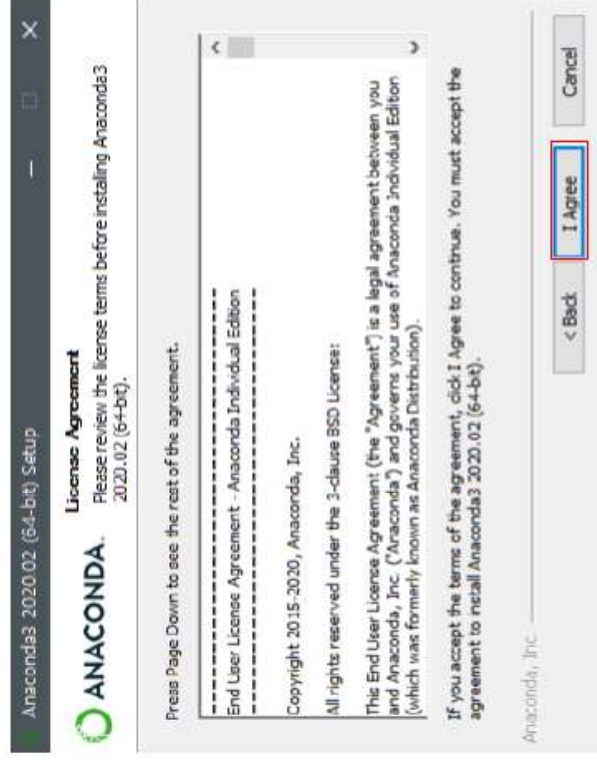 Anaconda3 2020.02 (64-bit) Setup
ANACONDA.
License Agreement
Please review the license terms before installing Anaconda3
2020.02 (64-bit).
Press Page Down to see the rest of the agreement.
================================
End User License Agreement - Anaconda Individual Edition
================================
Copyright 2015-2020, Anaconda, Inc.
All rights reserved under the 3-clause BSD License:
This End User License Agreement (the "Agreement") is a legal agreement between you
and Anaconda, Inc. ("Anaconda") and governs your use of Anaconda Individual Edition
(which was formerly known as Anaconda Distribution).
If you accept the terms of the agreement, click I Agree to continue. You must accept the
agreement to install Anaconda3 2020.02 (64-bit).
Anaconda, Inc.
< Back
I Agree
Cancel